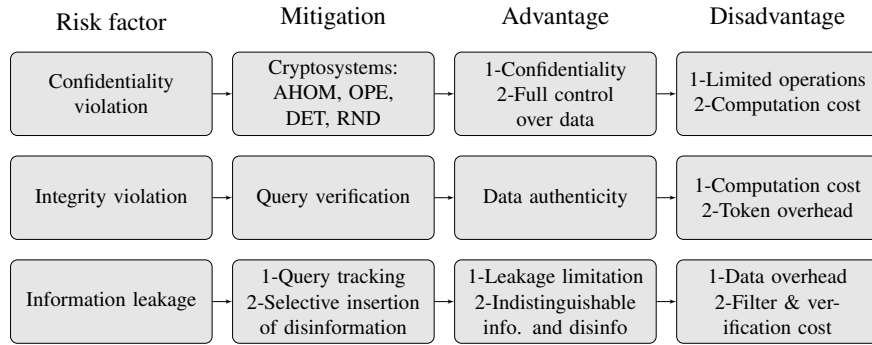 Risk factor
Mitigation
Advantage
Disadvantage
Confidentiality
violation
Cryptosystems:
AHOM, OPE,
DET, RND
1-Confidentiality
2-Full control
over data
1-Limited operations
2-Computation cost
Integrity violation
Query verification
Data authenticity
1-Computation cost
2-Token overhead
Information leakage
1-Query tracking
2-Selective insertion
of disinformation
1-Leakage limitation
2-Indistinguishable
info. and disinfo
1-Data overhead
2-Filter & ver-
ification cost